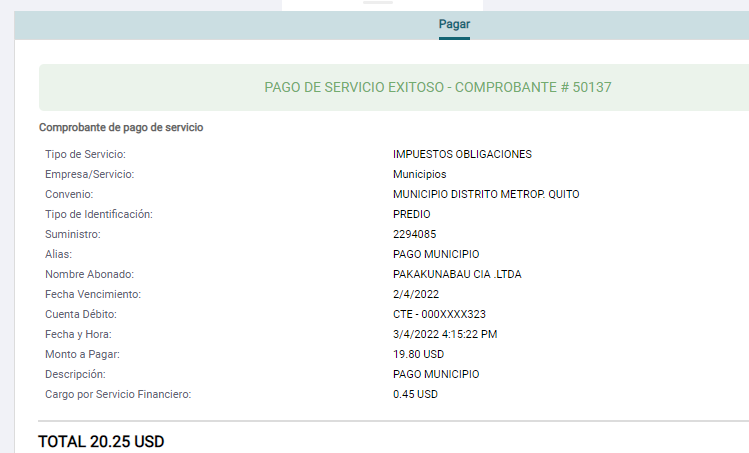 Pagar
PAGO DE SERVICIO EXITOSO - COMPROBANTE # 50137
Comprobante de pago de servicio
Tipo de Servicio: IMPUESTOS OBLIGACIONES
Empresa/Servicio: Municipios
Convenio: MUNICIPIO DISTRITO METROP. QUITO
Tipo de Identificación: PREDIO
Suministro: 2294085
Alias: PAGO MUNICIPIO
Nombre Abonado: PAKAKUNABAU CIA .LTDA
Fecha Vencimiento: 2/4/2022
Cuenta Débito: CTE - 000XXXX323
Fecha y Hora: 3/4/2022 4:15:22 PM
Monto a Pagar: 19.80 USD
Descripción: PAGO MUNICIPIO
Cargo por Servicio Financiero: 0.45 USD
TOTAL 20.25 USD